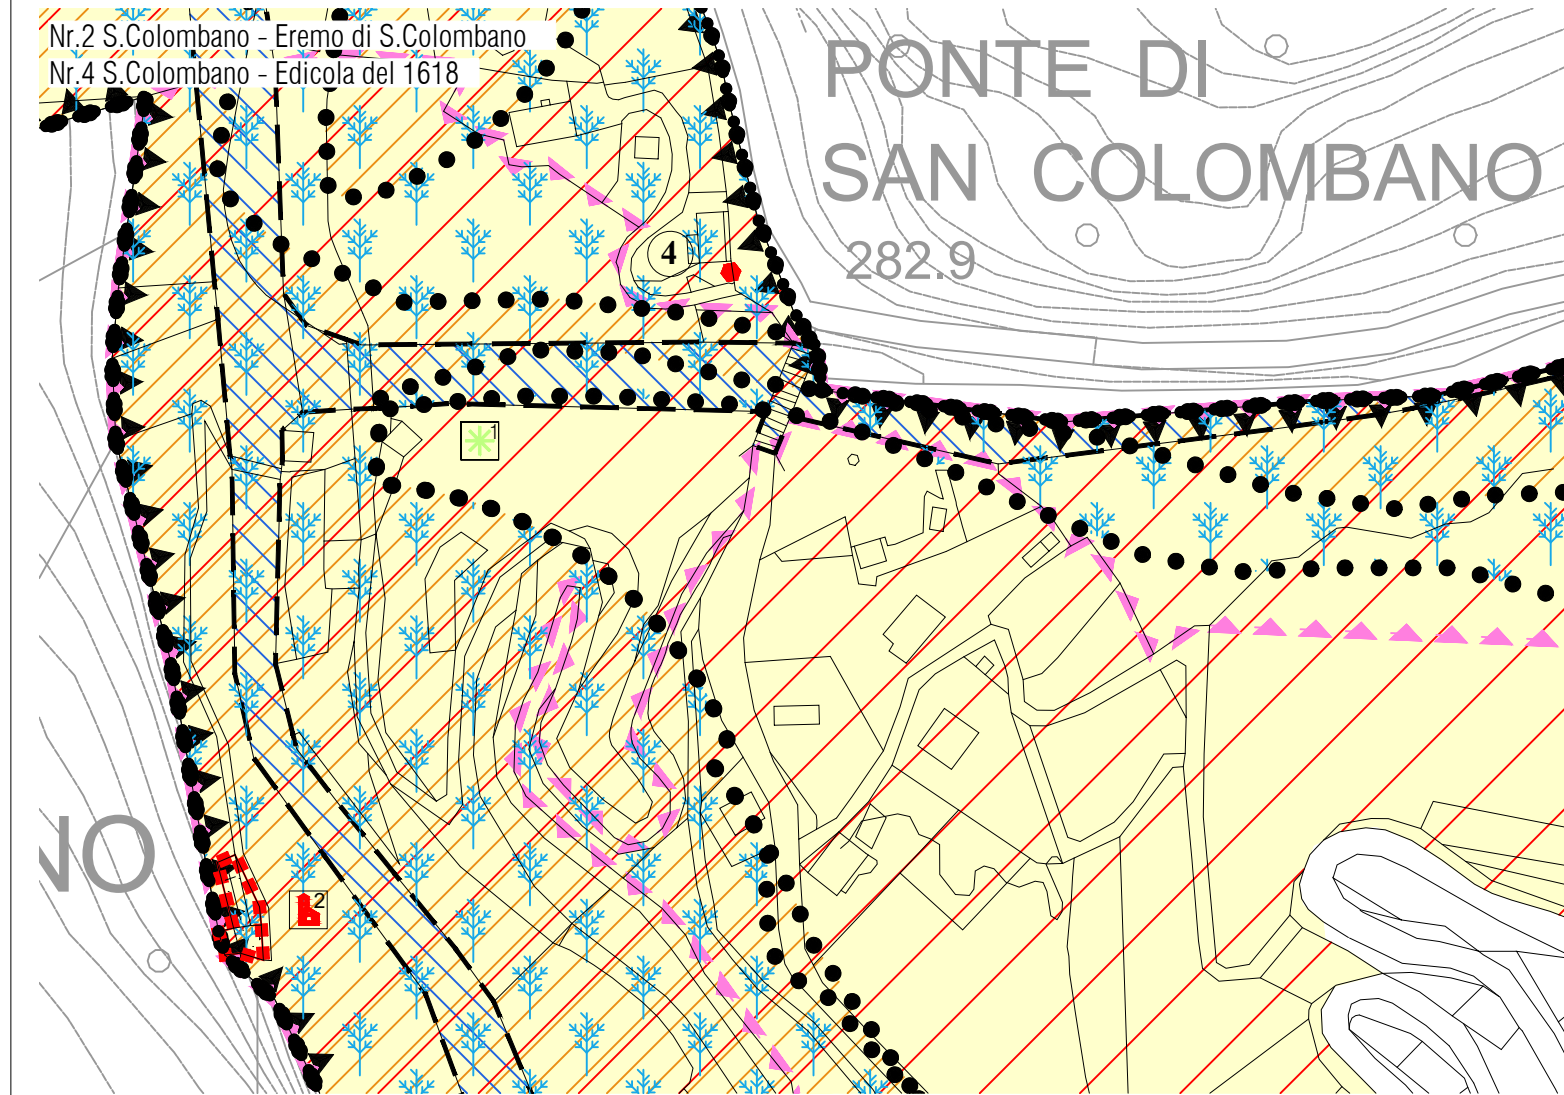 Nr.2 S.Colombano - Eremo di S.Colombano
Nr.4 S.Colombano - Edicola del 1618
PONTE DI
SAN COLOMBANO
282.9
4
1
NO
2